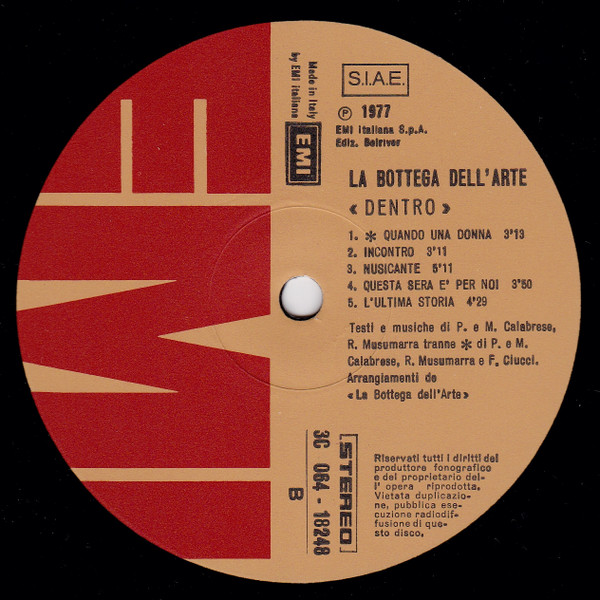 EMI
Made in Italy
by EMI italiana
EMI
S.I.A.E.
Ⓟ 1977
EMI italiana S.p.A.
Ediz. Belriver
LA BOTTEGA DELL'ARTE
« DENTRO »
1. * QUANDO UNA DONNA 3'13
2. INCONTRO 3'11
3. NUSICANTE 5'11
4. QUESTA SERA E' PER NOI 3'50
5. L'ULTIMA STORIA 4'29
Testi e musiche di P. e M. Calabrese,
R. Musumarra tranne * di P. e M.
Calabrese, R. Musumarra e F. Ciucci.
Arrangiamenti de
« La Bottega dell'Arte »
STEREO
3C 064 - 18248
B
Riservati tutti i diritti del
produttore fonografico
e del proprietario del-
l' opera riprodotta.
Vietata duplicazio-
ne, pubblica ese-
cuzione radiodif-
fusione di que-
sto disco.